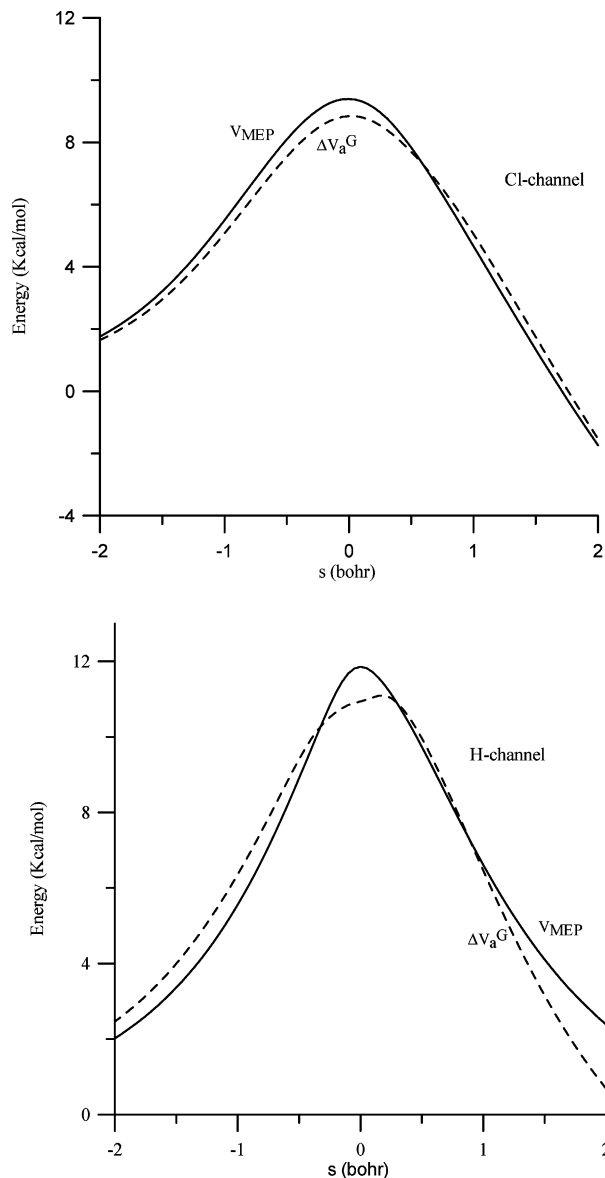 12
8
4
0
-4
Energy (Kcal/mol)
VMEP
ΔVaG
Cl-channel
-2 -1 0 1 2
s (bohr)
12
8
4
0
Energy (Kcal/mol)
H-channel
VMEP
ΔVaG
-2 -1 0 1 2
s (bohr)